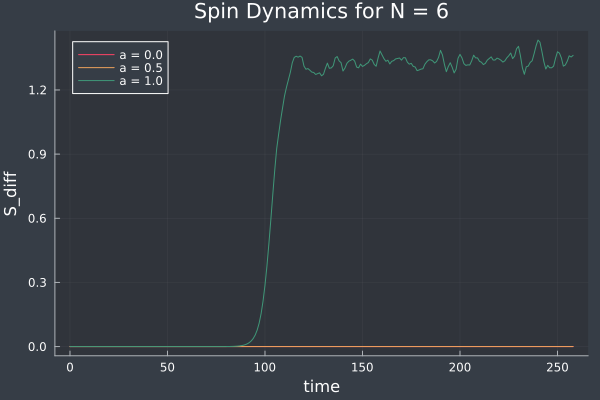 Spin Dynamics for N = 6
a = 0.0
a = 0.5
a = 1.0
S_diff
1.2
0.9
0.6
0.3
0.0
0 50 100 150 200 250
time